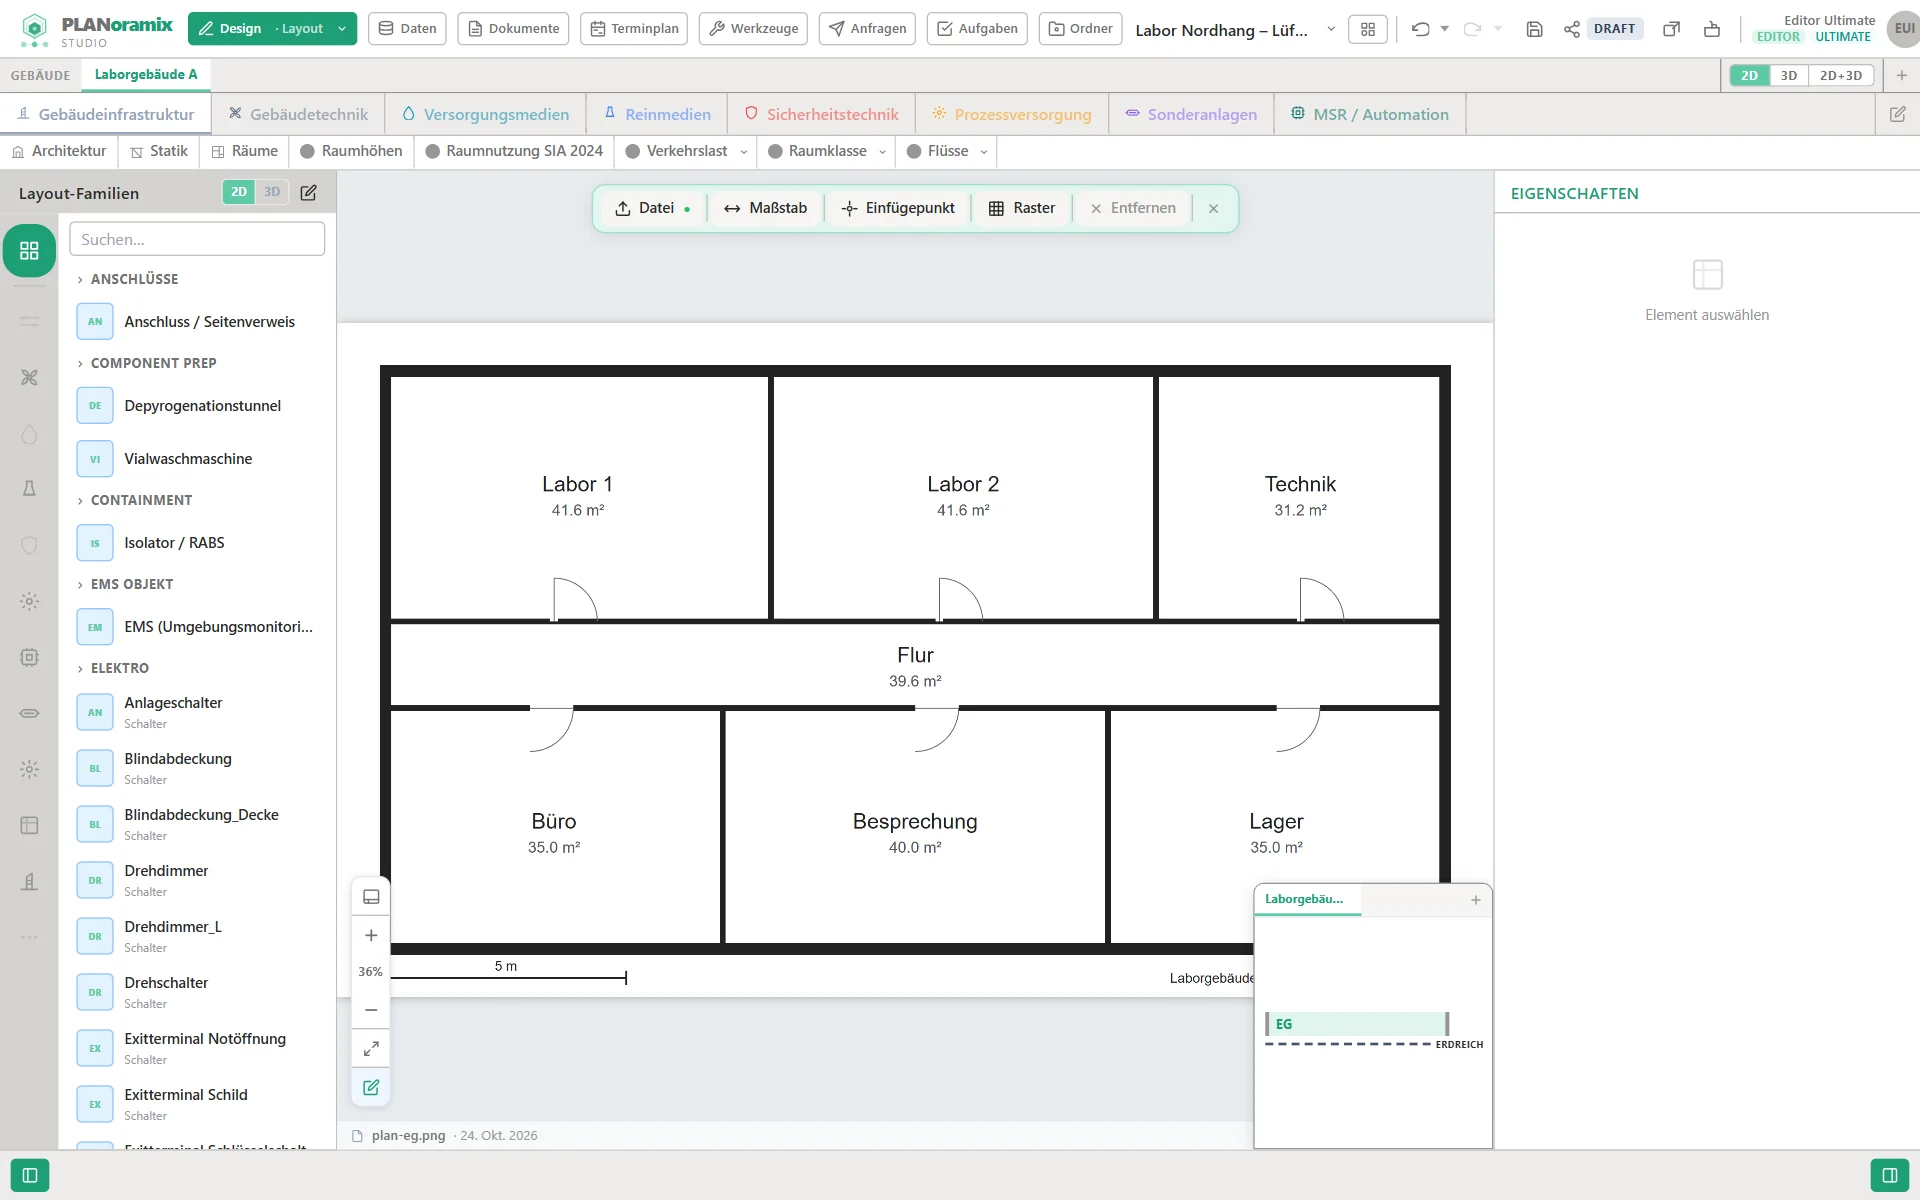 PLANoramix
STUDIO
Design · Layout
Daten
Dokumente
Terminplan
Werkzeuge
Anfragen
Aufgaben
Ordner
Labor Nordhang – Lüf...
DRAFT
Editor Ultimate
EDITOR ULTIMATE
EUI
GEBÄUDE
Laborgebäude A
2D
3D
2D+3D
Gebäudeinfrastruktur
Gebäudetechnik
Versorgungsmedien
Reinmedien
Sicherheitstechnik
Prozessversorgung
Sonderanlagen
MSR / Automation
Architektur
Statik
Räume
Raumhöhen
Raumnutzung SIA 2024
Verkehrslast
Raumklasse
Flüsse
Layout-Familien
2D
3D
Suchen...
ANSCHLÜSSE
AN
Anschluss / Seitenverweis
COMPONENT PREP
DE
Depyrogenationstunnel
VI
Vialwaschmaschine
CONTAINMENT
IS
Isolator / RABS
EMS OBJEKT
EM
EMS (Umgebungsmonitori...
ELEKTRO
AN
Anlageschalter
Schalter
BL
Blindabdeckung
Schalter
BL
Blindabdeckung_Decke
Schalter
DR
Drehdimmer
Schalter
DR
Drehdimmer_L
Schalter
DR
Drehschalter
Schalter
EX
Exitterminal Notöffnung
Schalter
EX
Exitterminal Schild
Schalter
Datei
Maßstab
Einfügepunkt
Raster
Entfernen
Labor 1
41.6 m²
Labor 2
41.6 m²
Technik
31.2 m²
Flur
39.6 m²
Büro
35.0 m²
Besprechung
40.0 m²
Lager
35.0 m²
5 m
Laborgebäude
36%
plan-eg.png · 24. Okt. 2026
Laborgebäu...
EG
ERDREICH
EIGENSCHAFTEN
Element auswählen